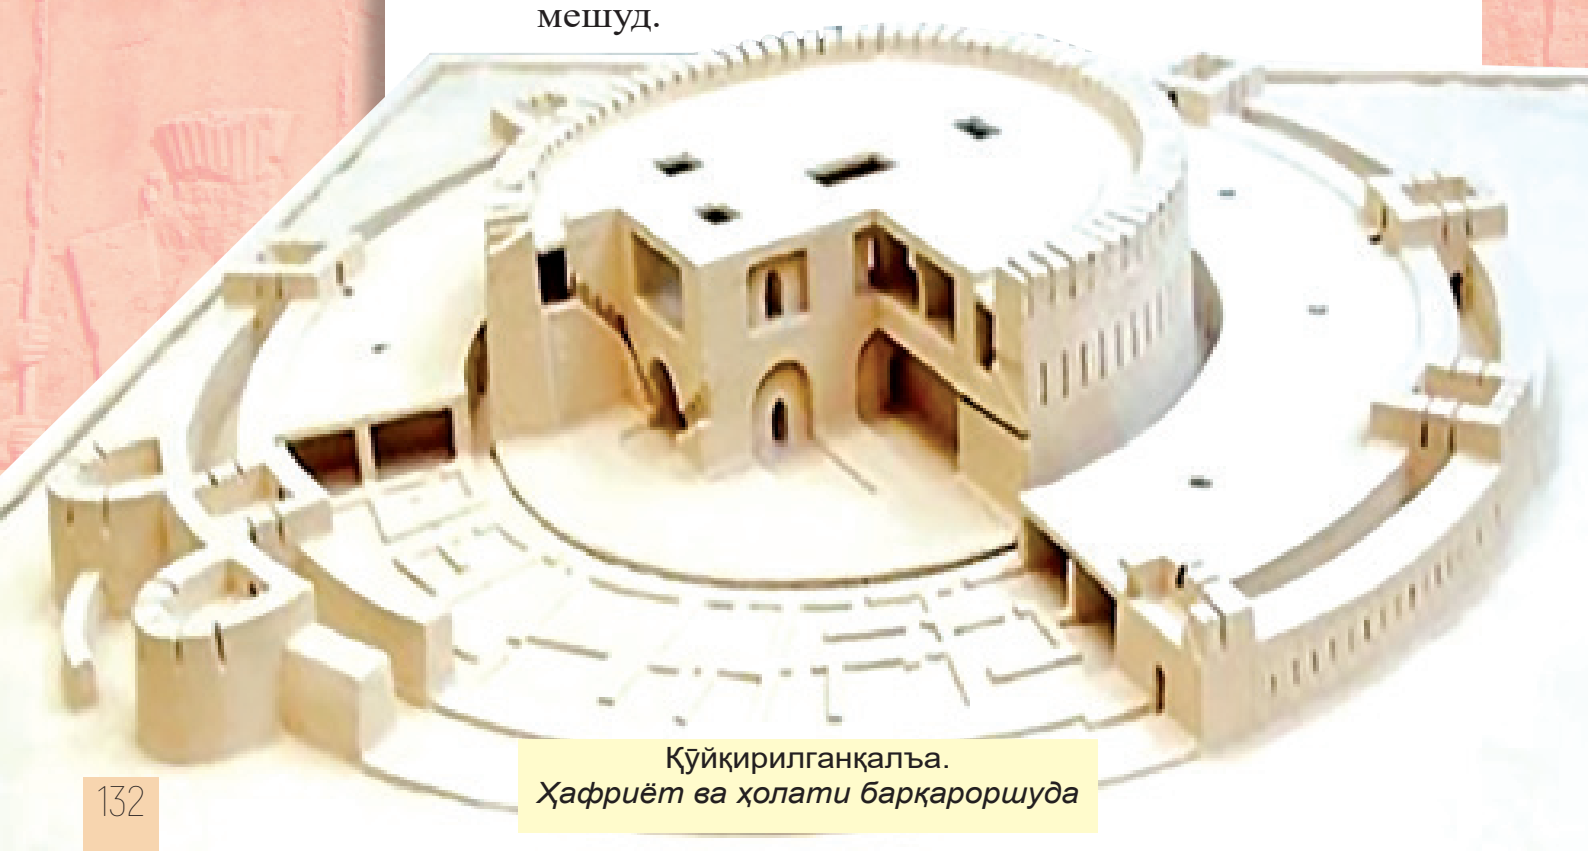 мешуд.
Қӯйқирилганқалъа.
Ҳафриёт ва ҳолати барқароршуда
132